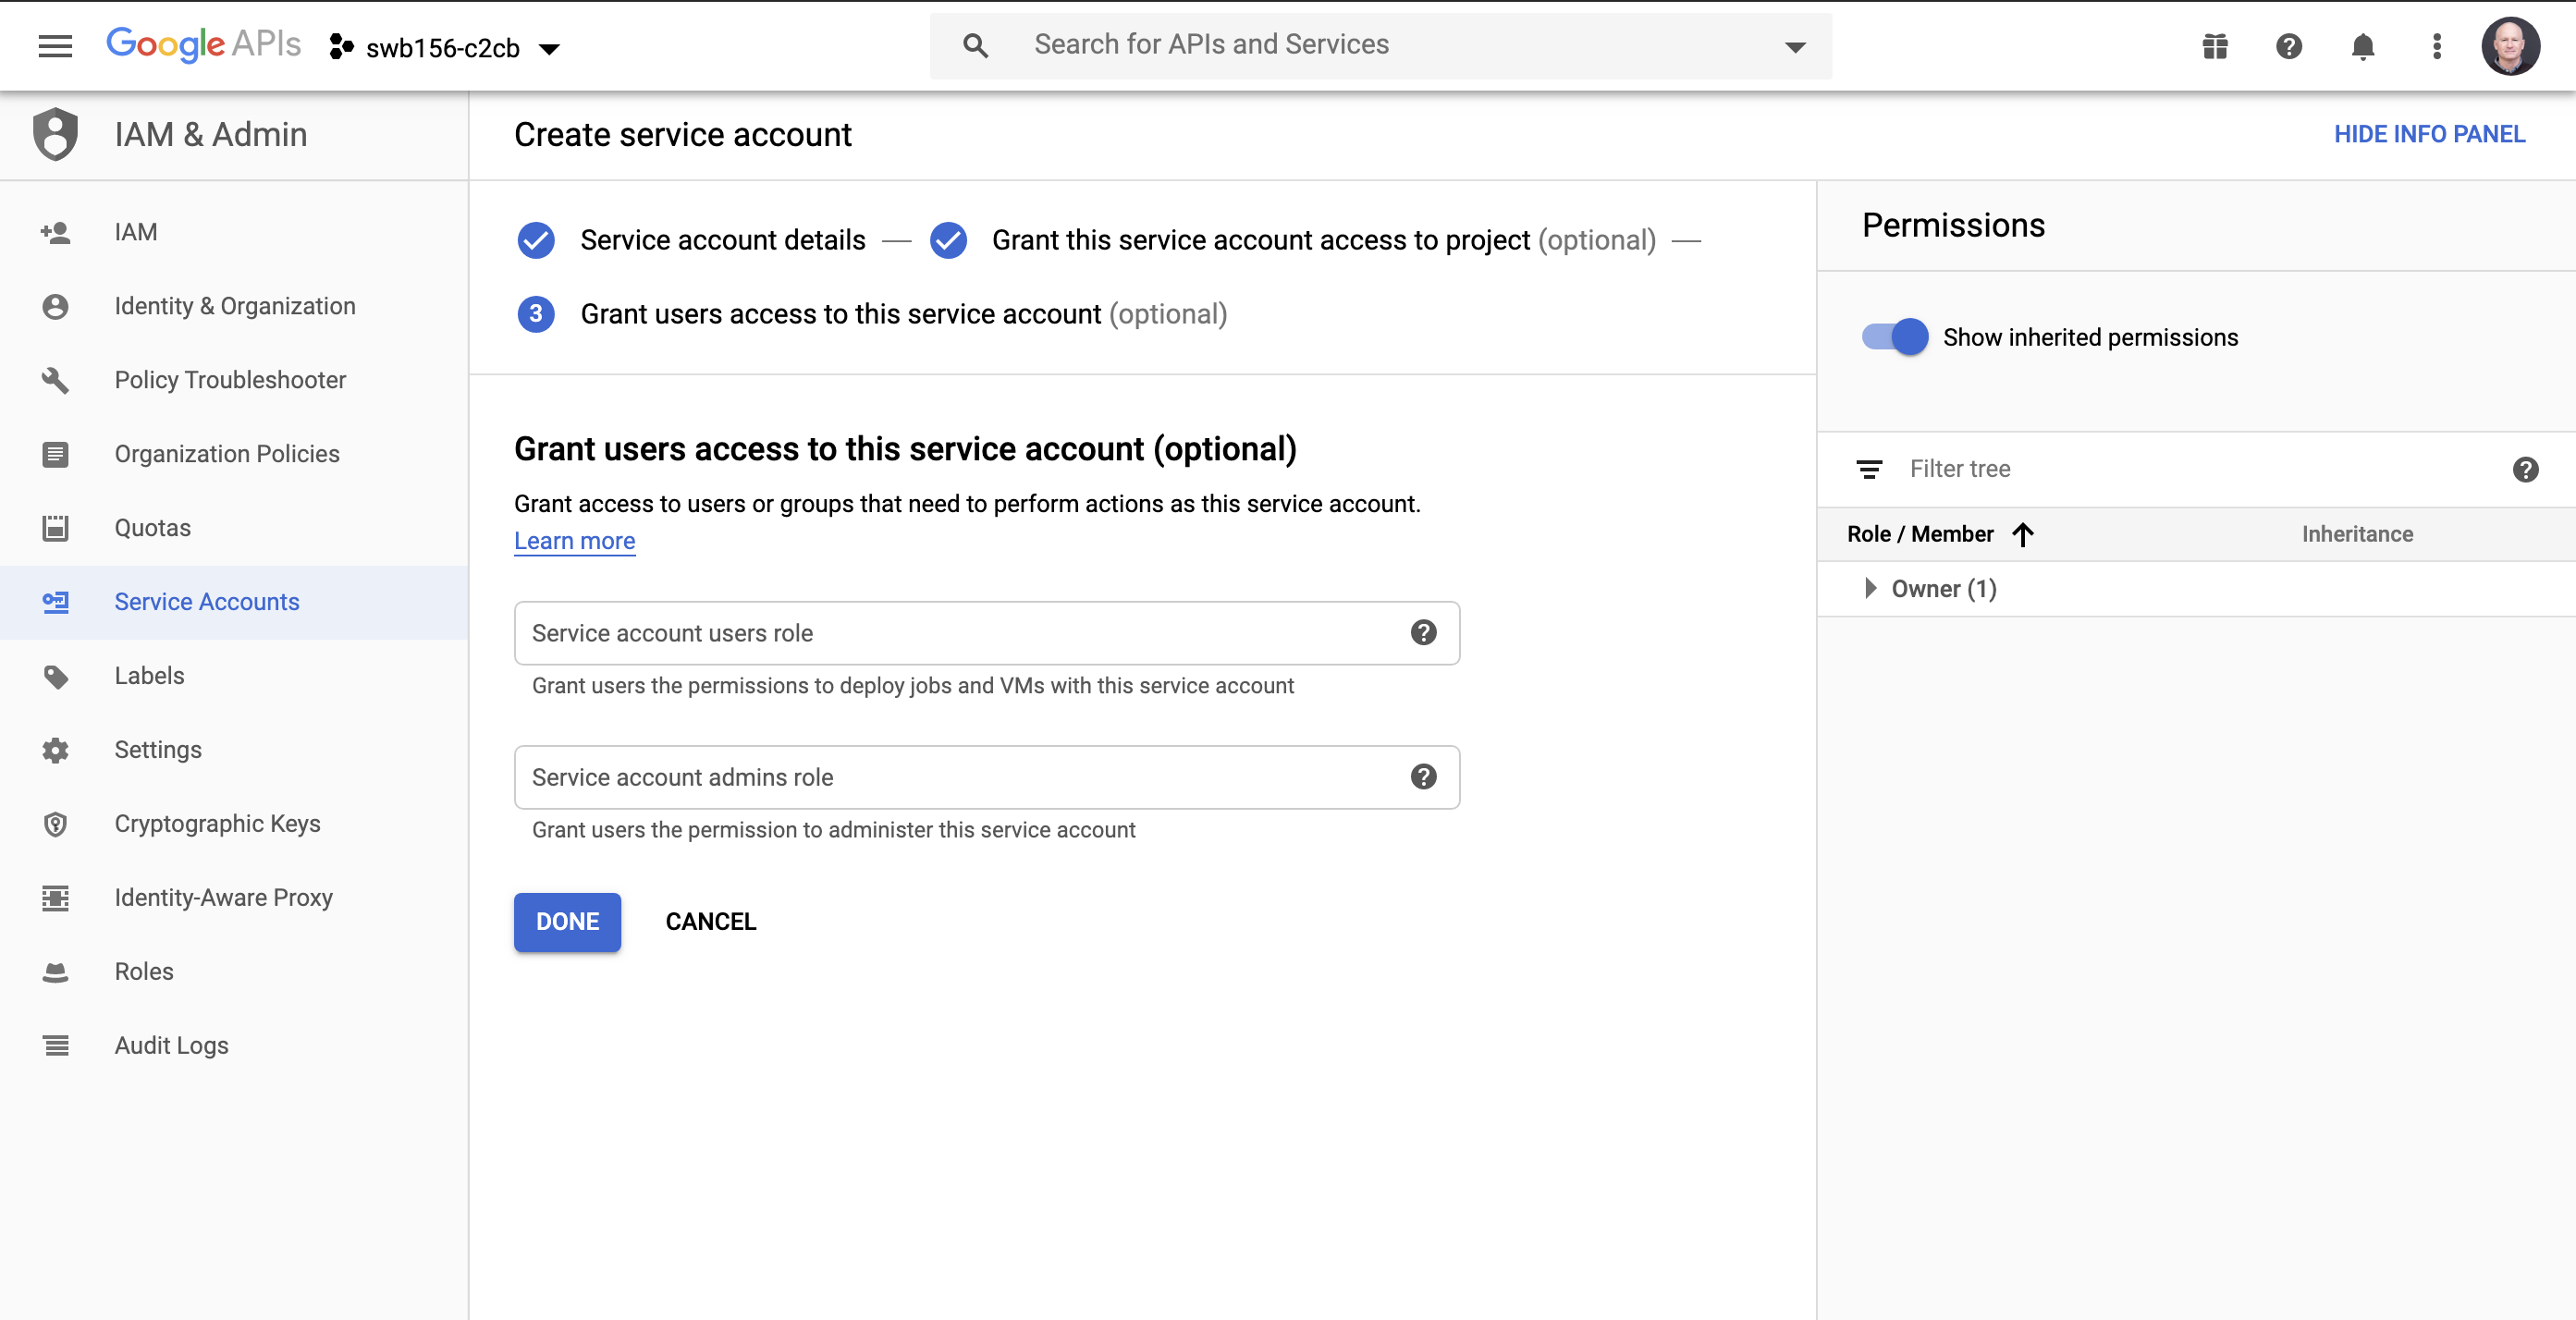 Google APIs
swb156-c2cb
Search for APIs and Services
IAM & Admin
Create service account
HIDE INFO PANEL
IAM
Identity & Organization
Policy Troubleshooter
Organization Policies
Quotas
Service Accounts
Labels
Settings
Cryptographic Keys
Identity-Aware Proxy
Roles
Audit Logs
Service account details — Grant this service account access to project (optional) —
3 Grant users access to this service account (optional)
Grant users access to this service account (optional)
Grant access to users or groups that need to perform actions as this service account.
Learn more
Service account users role
Grant users the permissions to deploy jobs and VMs with this service account
Service account admins role
Grant users the permission to administer this service account
DONE CANCEL
Permissions
Show inherited permissions
Filter tree
Role / Member Inheritance
Owner (1)